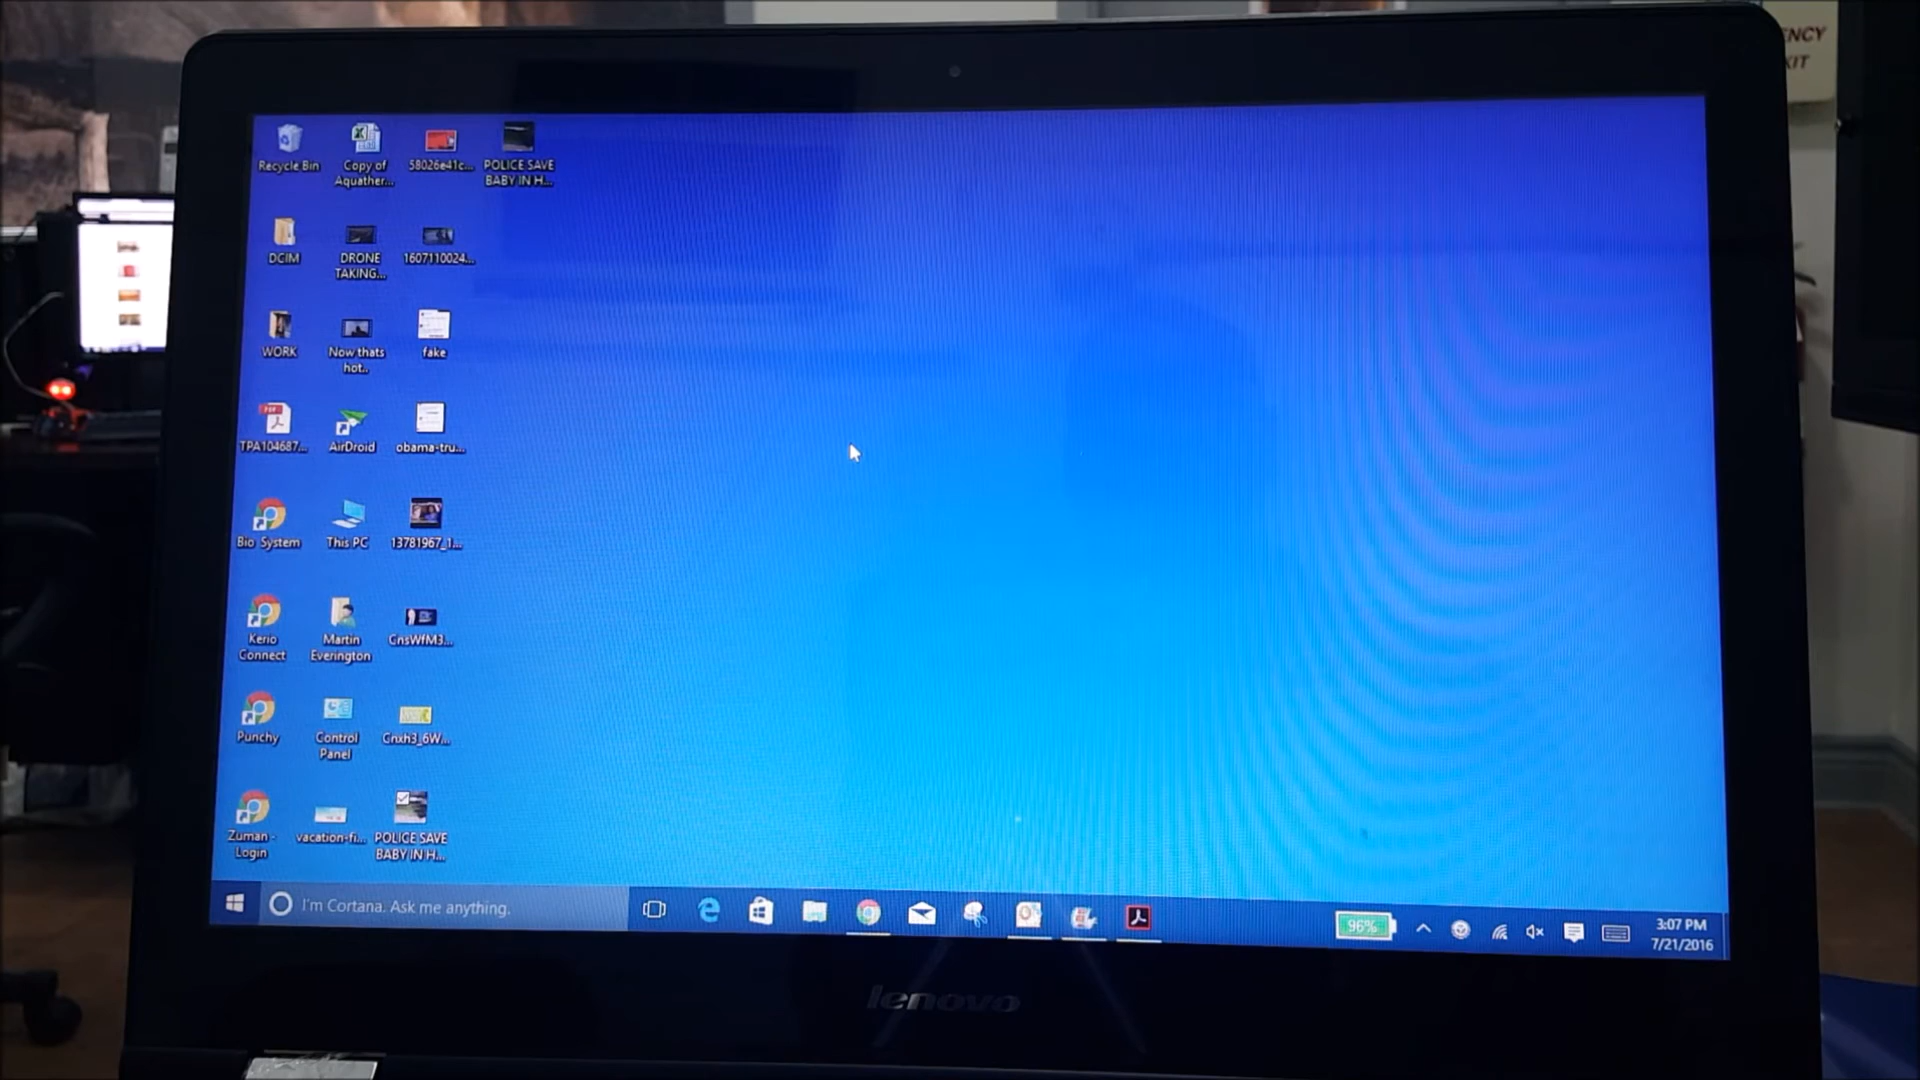 ENCY
KIT
Recycle Bin
Copy of
Aquather...
58026e41c...
POLICE SAVE
BABY IN H...
DCIM
DRONE
TAKING...
1607110024...
WORK
Now thats
hot..
fake
TPA104687...
AirDroid
obama-tru...
Bio System
This PC
13781967_1...
Kerio
Connect
Martin
Everington
CnsWfM3...
Punchy
Control
Panel
Cnxh3_6W...
Zuman -
Login
vacation-fi...
POLICE SAVE
BABY IN H...
I'm Cortana. Ask me anything.
96%
3:07 PM
7/21/2016
lenovo